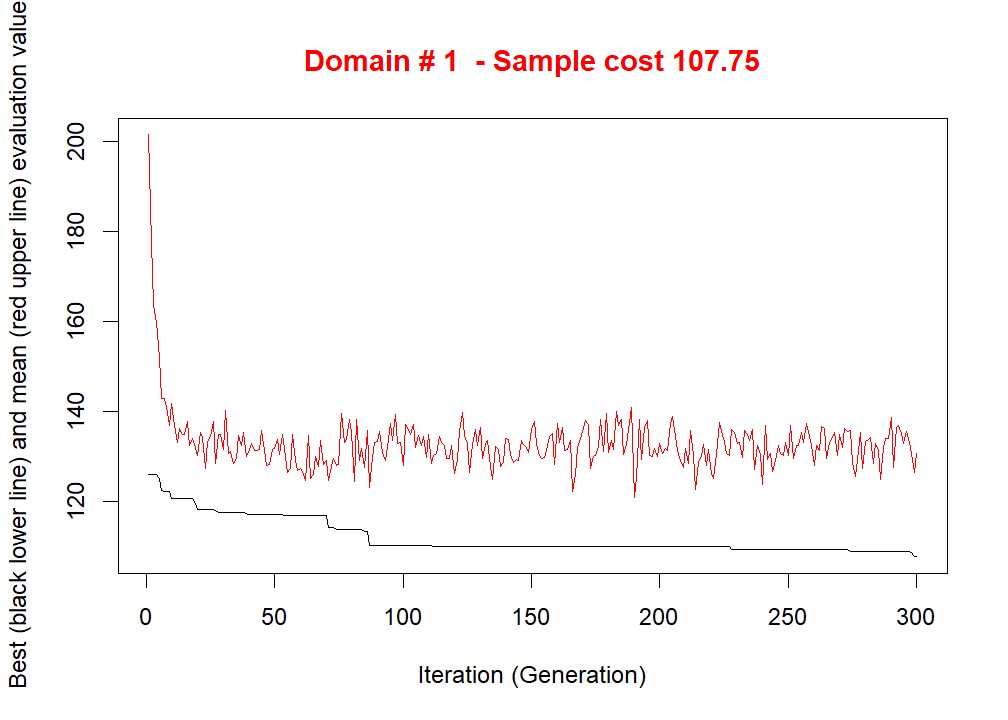 Domain # 1  - Sample cost 107.75
Best (black lower line) and mean (red upper line) evaluation value
200
180
160
140
120
0 50 100 150 200 250 300
Iteration (Generation)